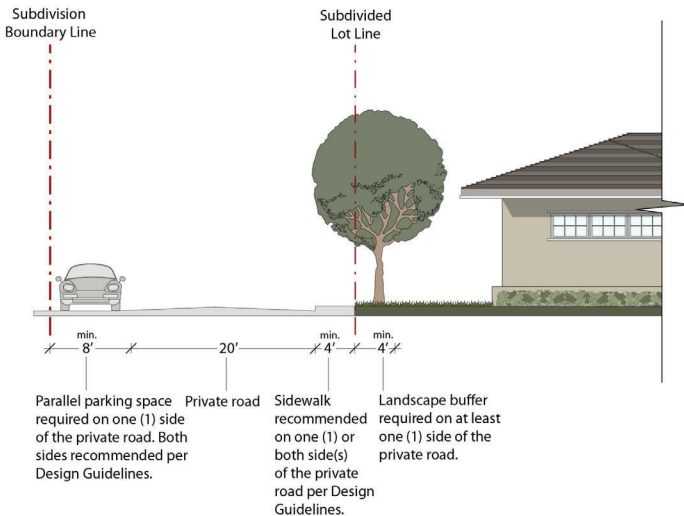 Subdivision
Boundary Line
Subdivided
Lot Line
min.
8'
20'
min.
4'
min.
4'
Parallel parking space
required on one (1) side
of the private road. Both
sides recommended per
Design Guidelines.
Private road
Sidewalk
recommended
on one (1) or
both side(s)
of the private
road per Design
Guidelines.
Landscape buffer
required on at least
one (1) side of the
private road.